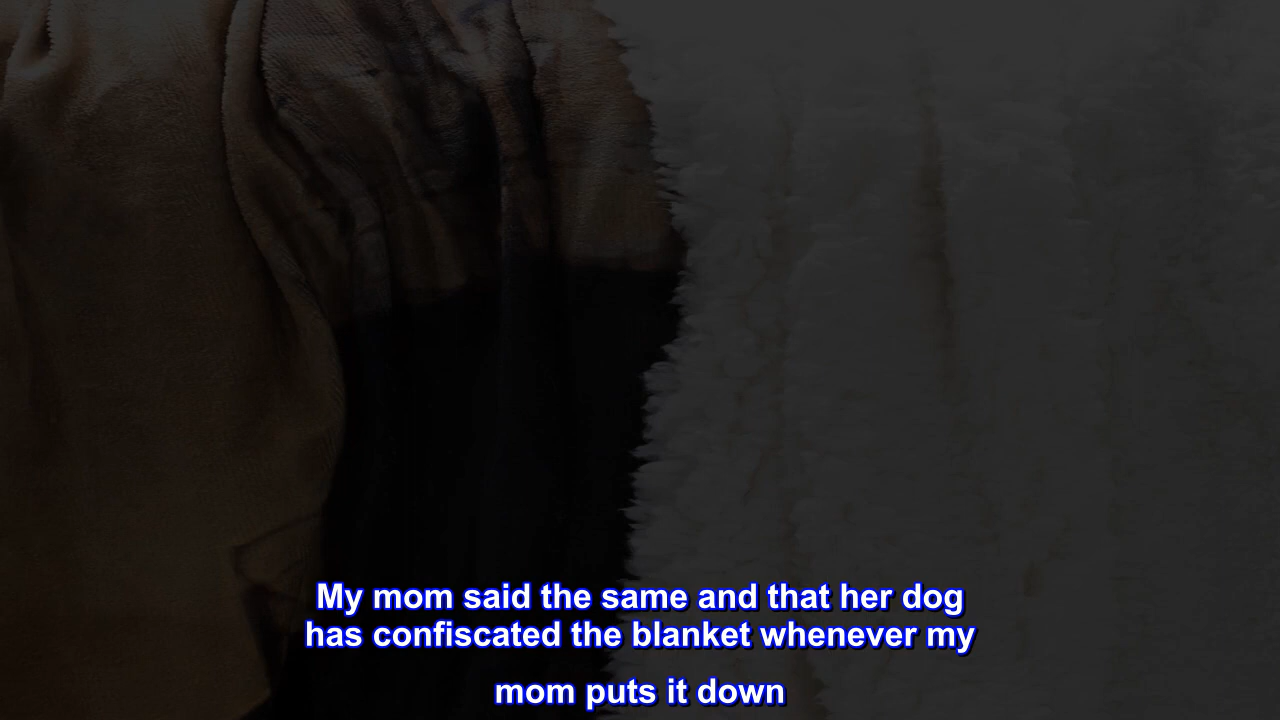 My mom said the same and that her dog
has confiscated the blanket whenever my
mom puts it down